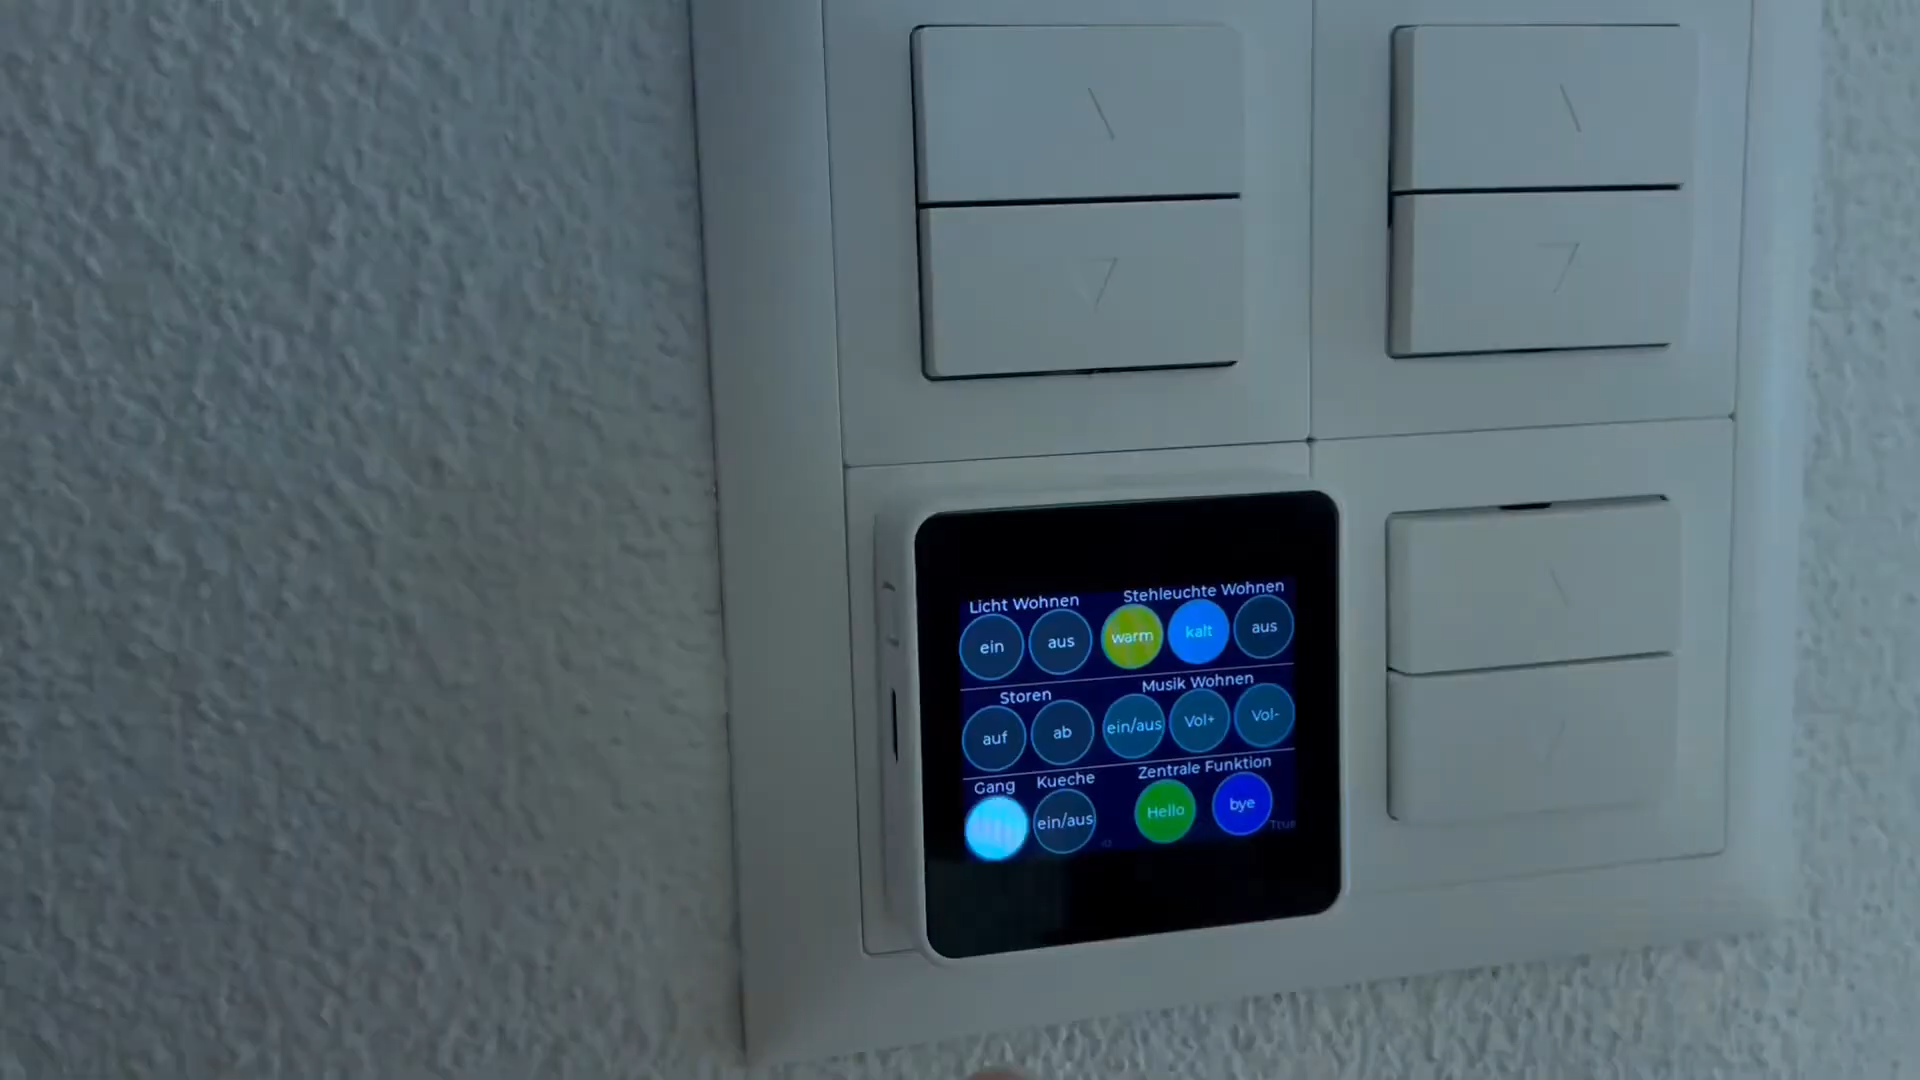 Licht Wohnen
Stehleuchte Wohnen
ein
aus
warm
kalt
aus
Storen
Musik Wohnen
auf
ab
ein/aus
Vol+
Vol-
Gang
Kueche
Zentrale Funktion
ein/aus
Hello
bye
True